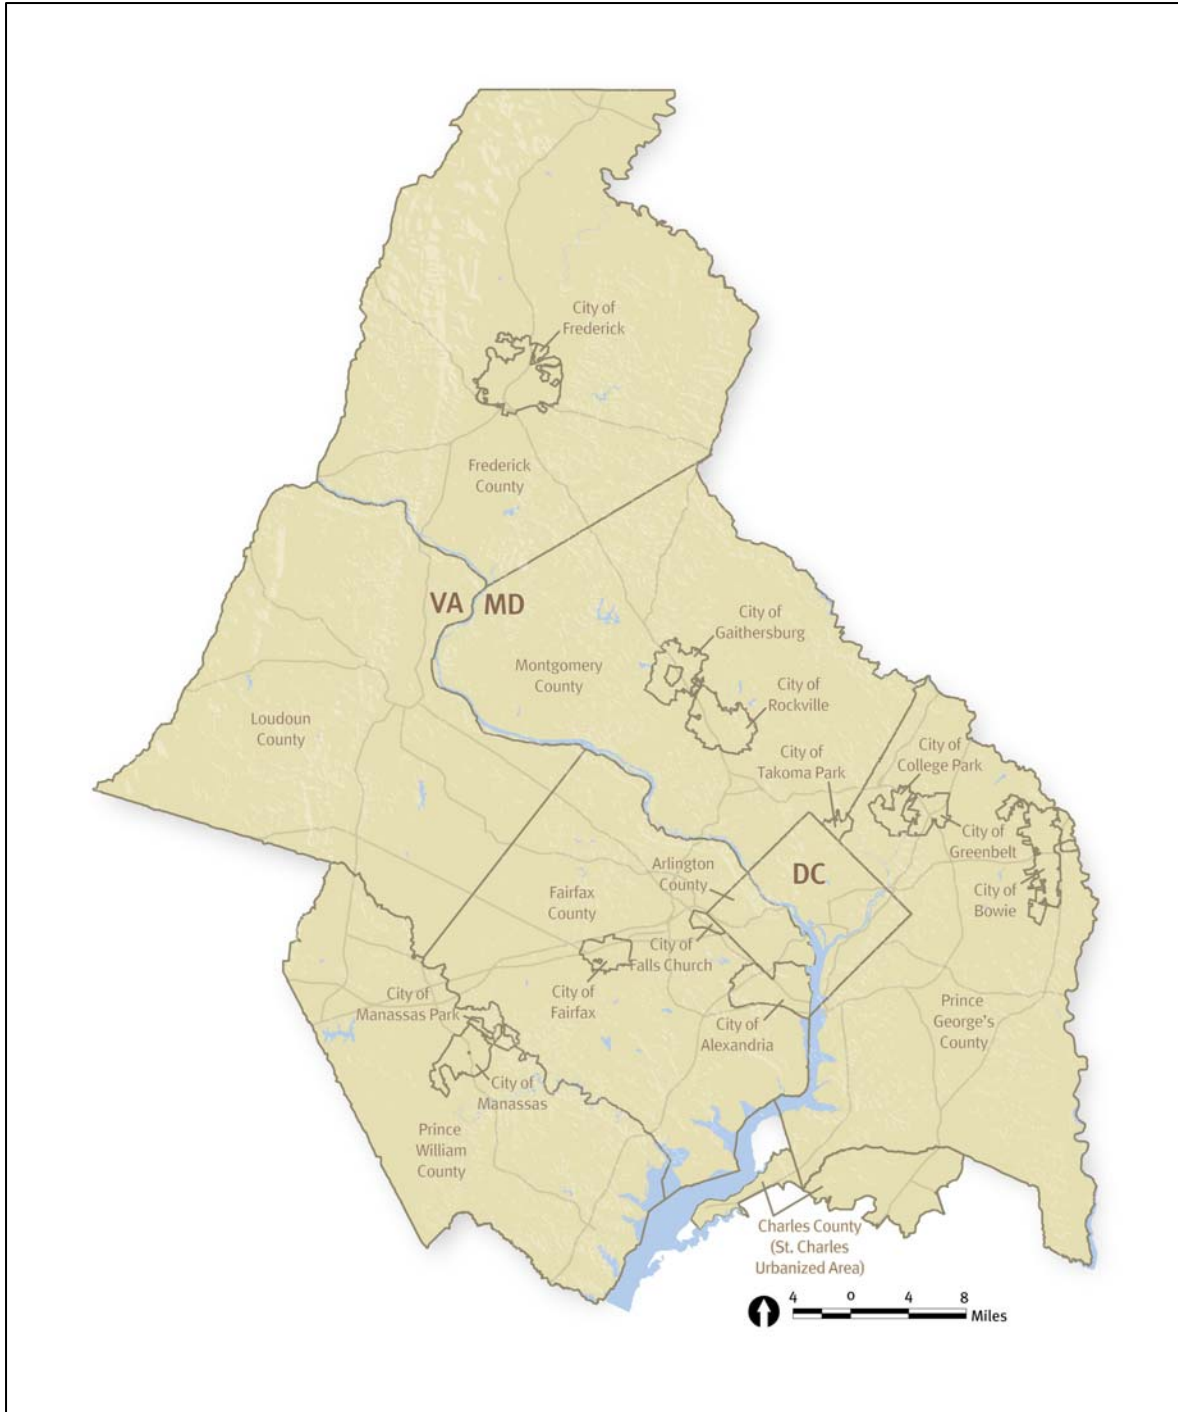 City of
Frederick
Frederick
County
VA
MD
City of
Gaithersburg
Montgomery
County
City of
Rockville
Loudoun
County
City of
Takoma Park
City of
College Park
City of
Greenbelt
Arlington
County
DC
Fairfax
County
City of
Bowie
City of
Falls Church
City of
Fairfax
City of
Manassas Park
City of
Alexandria
Prince
George's
County
City of
Manassas
Prince
William
County
Charles County
(St. Charles
Urbanized Area)
4 0 4 8
Miles